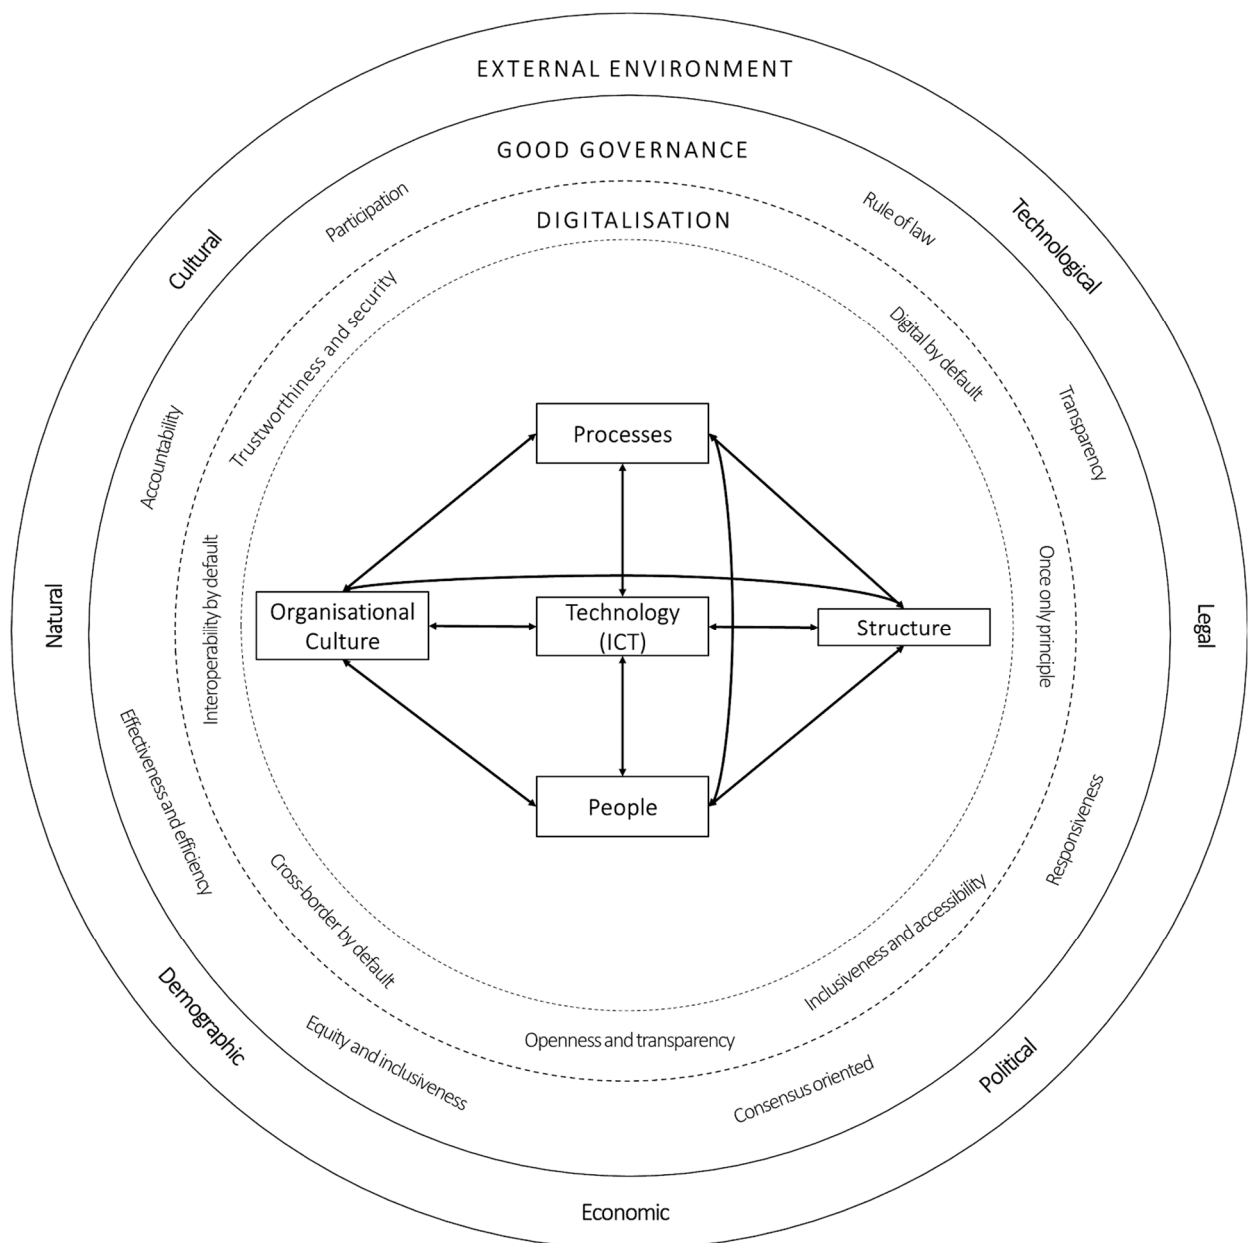 EXTERNAL ENVIRONMENT
GOOD GOVERNANCE
DIGITALISATION
Cultural
Technological
Legal
Political
Economic
Demographic
Natural
Participation
Rule of law
Transparency
Responsiveness
Consensus oriented
Equity and inclusiveness
Effectiveness and efficiency
Accountability
Trustworthiness and security
Digital by default
Once only principle
Inclusiveness and accessibility
Openness and transparency
Cross-border by default
Interoperability by default
Processes
Organisational
Culture
Technology
(ICT)
Structure
People